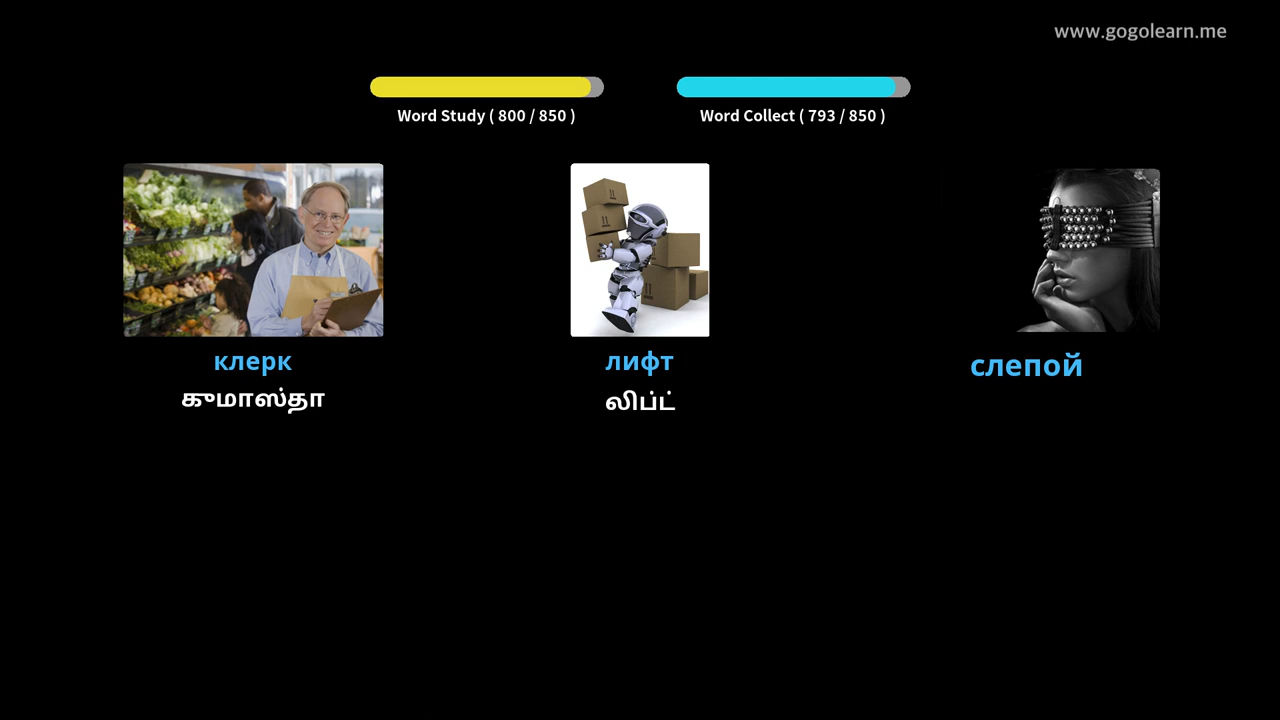 www.gogolearn.me
Word Study ( 800 / 850 )
Word Collect ( 793 / 850 )
клерк
குமாஸ்தா
лифт
லிப்ட்
слепой